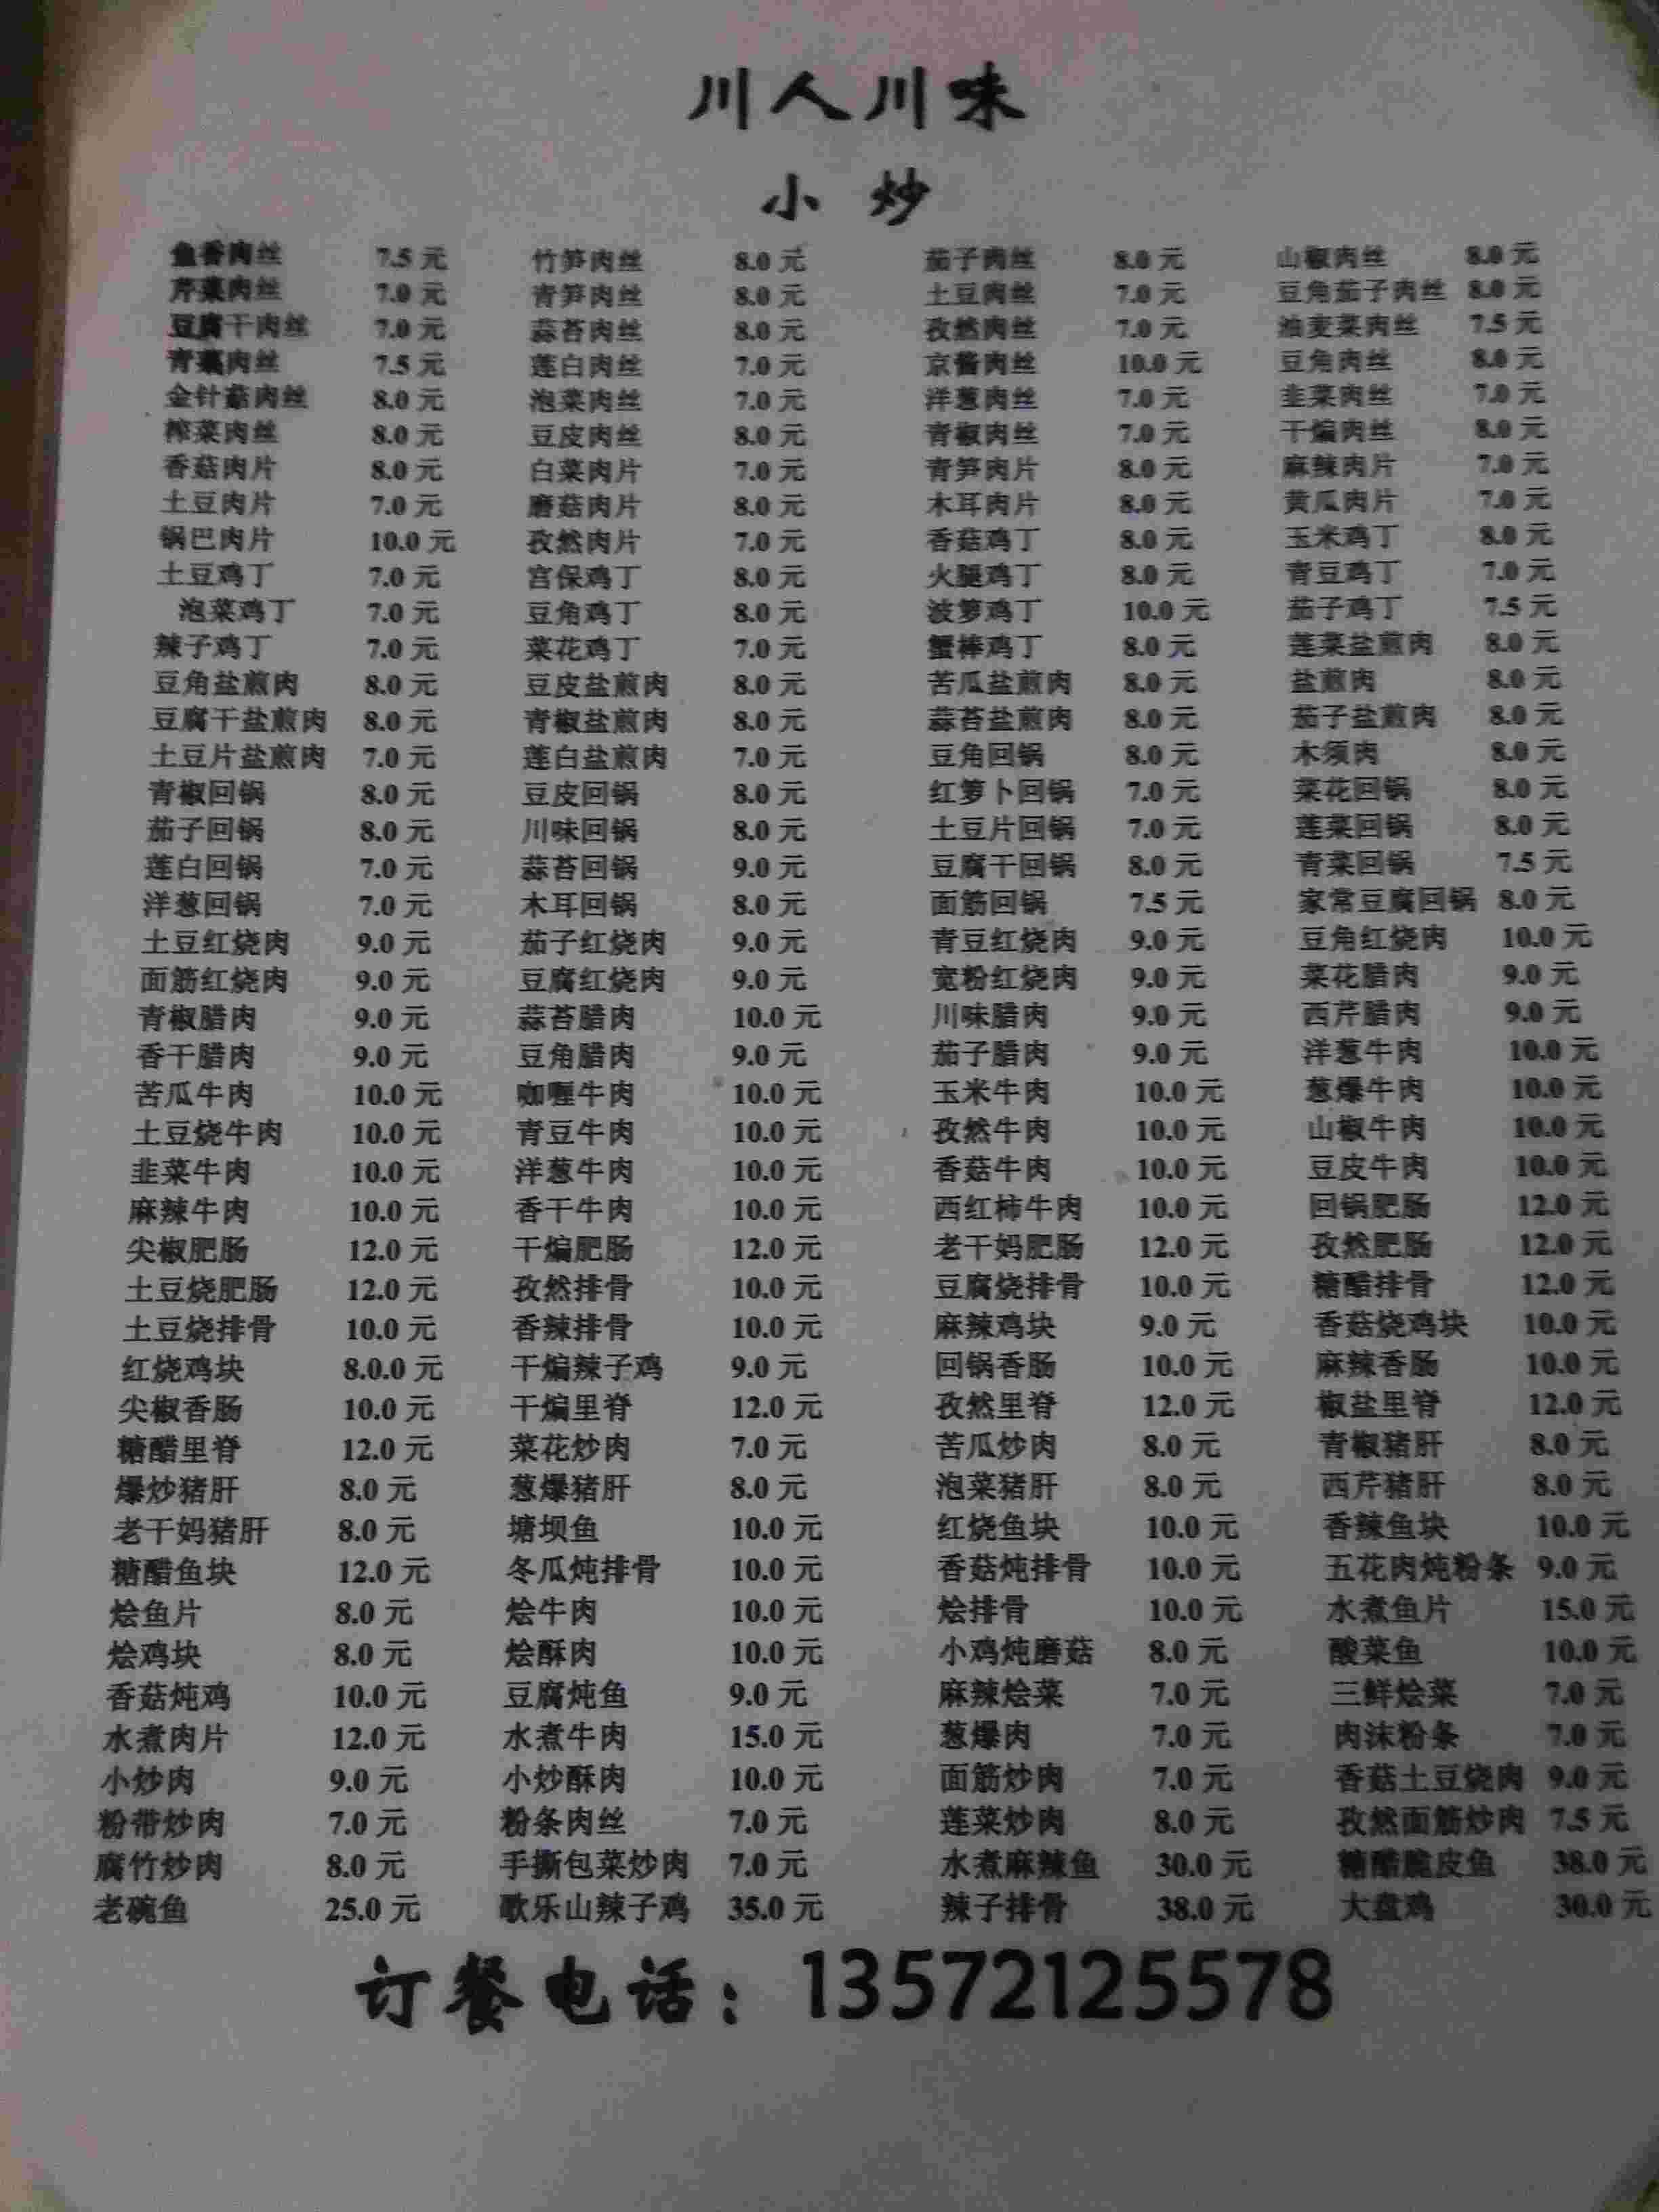 川人川味
小 炒
鱼香肉丝 7.5 元 竹笋肉丝 8.0 元 茄子肉丝 8.0 元 山椒肉丝 8.0 元
芹菜肉丝 7.0 元 青笋肉丝 8.0 元 土豆肉丝 7.0 元 豆角茄子肉丝 8.0 元
豆腐干肉丝 7.0 元 蒜苔肉丝 8.0 元 孜然肉丝 7.0 元 油麦菜肉丝 7.5 元
青菜肉丝 7.5 元 莲白肉丝 7.0 元 京酱肉丝 10.0 元 豆角肉丝 8.0 元
金针菇肉丝 8.0 元 泡菜肉丝 7.0 元 洋葱肉丝 7.0 元 韭菜肉丝 7.0 元
榨菜肉丝 8.0 元 豆皮肉丝 8.0 元 青椒肉丝 7.0 元 干煸肉丝 8.0 元
香菇肉片 8.0 元 白菜肉片 7.0 元 青笋肉片 8.0 元 麻辣肉片 7.0 元
土豆肉片 7.0 元 磨菇肉片 8.0 元 木耳肉片 8.0 元 黄瓜肉片 7.0 元
锅巴肉片 10.0 元 孜然肉片 7.0 元 香菇鸡丁 8.0 元 玉米鸡丁 8.0 元
土豆鸡丁 7.0 元 宫保鸡丁 8.0 元 火腿鸡丁 8.0 元 青豆鸡丁 7.0 元
泡菜鸡丁 7.0 元 豆角鸡丁 8.0 元 波萝鸡丁 10.0 元 茄子鸡丁 7.5 元
辣子鸡丁 7.0 元 菜花鸡丁 7.0 元 蟹棒鸡丁 8.0 元 莲菜盐煎肉 8.0 元
豆角盐煎肉 8.0 元 豆皮盐煎肉 8.0 元 苦瓜盐煎肉 8.0 元 盐煎肉 8.0 元
豆腐干盐煎肉 8.0 元 青椒盐煎肉 8.0 元 蒜苔盐煎肉 8.0 元 茄子盐煎肉 8.0 元
土豆片盐煎肉 7.0 元 莲白盐煎肉 7.0 元 豆角回锅 8.0 元 木须肉 8.0 元
青椒回锅 8.0 元 豆皮回锅 8.0 元 红箩卜回锅 7.0 元 菜花回锅 8.0 元
茄子回锅 8.0 元 川味回锅 8.0 元 土豆片回锅 7.0 元 莲菜回锅 8.0 元
莲白回锅 7.0 元 蒜苔回锅 9.0 元 豆腐干回锅 8.0 元 青菜回锅 7.5 元
洋葱回锅 7.0 元 木耳回锅 8.0 元 面筋回锅 7.5 元 家常豆腐回锅 8.0 元
土豆红烧肉 9.0 元 茄子红烧肉 9.0 元 青豆红烧肉 9.0 元 豆角红烧肉 10.0 元
面筋红烧肉 9.0 元 豆腐红烧肉 9.0 元 宽粉红烧肉 9.0 元 菜花腊肉 9.0 元
青椒腊肉 9.0 元 蒜苔腊肉 10.0 元 川味腊肉 9.0 元 西芹腊肉 9.0 元
香干腊肉 9.0 元 豆角腊肉 9.0 元 茄子腊肉 9.0 元 洋葱牛肉 10.0 元
苦瓜牛肉 10.0 元 咖喱牛肉 10.0 元 玉米牛肉 10.0 元 葱爆牛肉 10.0 元
土豆烧牛肉 10.0 元 青豆牛肉 10.0 元 孜然牛肉 10.0 元 山椒牛肉 10.0 元
韭菜牛肉 10.0 元 洋葱牛肉 10.0 元 香菇牛肉 10.0 元 豆皮牛肉 10.0 元
麻辣牛肉 10.0 元 香干牛肉 10.0 元 西红柿牛肉 10.0 元 回锅肥肠 12.0 元
尖椒肥肠 12.0 元 干煸肥肠 12.0 元 老干妈肥肠 12.0 元 孜然肥肠 12.0 元
土豆烧肥肠 12.0 元 孜然排骨 10.0 元 豆腐烧排骨 10.0 元 糖醋排骨 12.0 元
土豆烧排骨 10.0 元 香辣排骨 10.0 元 麻辣鸡块 9.0 元 香菇烧鸡块 10.0 元
红烧鸡块 8.0.0 元 干煸辣子鸡 9.0 元 回锅香肠 10.0 元 麻辣香肠 10.0 元
尖椒香肠 10.0 元 干煸里脊 12.0 元 孜然里脊 12.0 元 椒盐里脊 12.0 元
糖醋里脊 12.0 元 菜花炒肉 7.0 元 苦瓜炒肉 8.0 元 青椒猪肝 8.0 元
爆炒猪肝 8.0 元 葱爆猪肝 8.0 元 泡菜猪肝 8.0 元 西芹猪肝 8.0 元
老干妈猪肝 8.0 元 塘坝鱼 10.0 元 红烧鱼块 10.0 元 香辣鱼块 10.0 元
糖醋鱼块 12.0 元 冬瓜炖排骨 10.0 元 香菇炖排骨 10.0 元 五花肉炖粉条 9.0 元
烩鱼片 8.0 元 烩牛肉 10.0 元 烩排骨 10.0 元 水煮鱼片 15.0 元
烩鸡块 8.0 元 烩酥肉 10.0 元 小鸡炖磨菇 8.0 元 酸菜鱼 10.0 元
香菇炖鸡 10.0 元 豆腐炖鱼 9.0 元 麻辣烩菜 7.0 元 三鲜烩菜 7.0 元
水煮肉片 12.0 元 水煮牛肉 15.0 元 葱爆肉 7.0 元 肉沫粉条 7.0 元
小炒肉 9.0 元 小炒酥肉 10.0 元 面筋炒肉 7.0 元 香菇土豆烧肉 9.0 元
粉带炒肉 7.0 元 粉条肉丝 7.0 元 莲菜炒肉 8.0 元 孜然面筋炒肉 7.5 元
腐竹炒肉 8.0 元 手撕包菜炒肉 7.0 元 水煮麻辣鱼 30.0 元 糖醋脆皮鱼 38.0 元
老碗鱼 25.0 元 歌乐山辣子鸡 35.0 元 辣子排骨 38.0 元 大盘鸡 30.0 元
订餐电话：13572125578